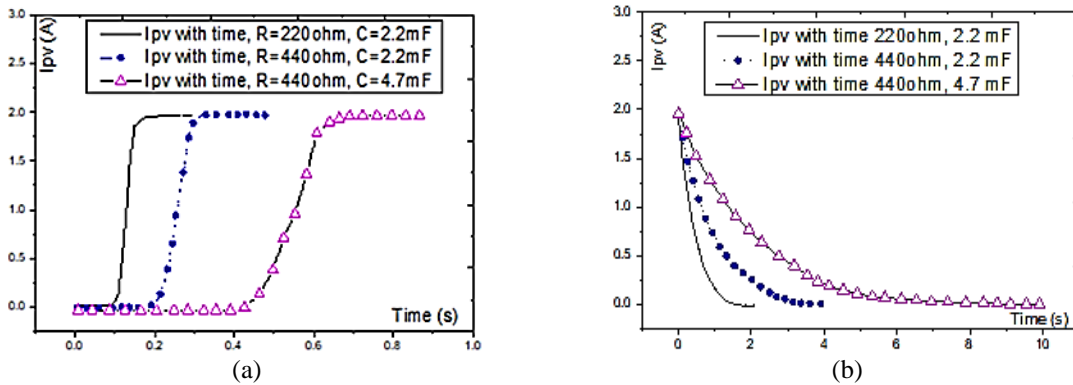 3.0
2.5
2.0
1.5
1.0
0.5
0.0
Ipv (A)
Ipv with time, R=220ohm, C=2.2mF
Ipv with time, R=440ohm, C=2.2mF
Ipv with time, R=440ohm, C=4.7mF
Time (s)
0.0 0.2 0.4 0.6 0.8 1.0
(a)
3.0
2.5
2.0
1.5
1.0
0.5
0.0
Ipv (A)
Ipv with time 220ohm, 2.2 mF
Ipv with time 440ohm, 2.2 mF
Ipv with time 440ohm, 4.7 mF
Time (s)
0 2 4 6 8 10
(b)